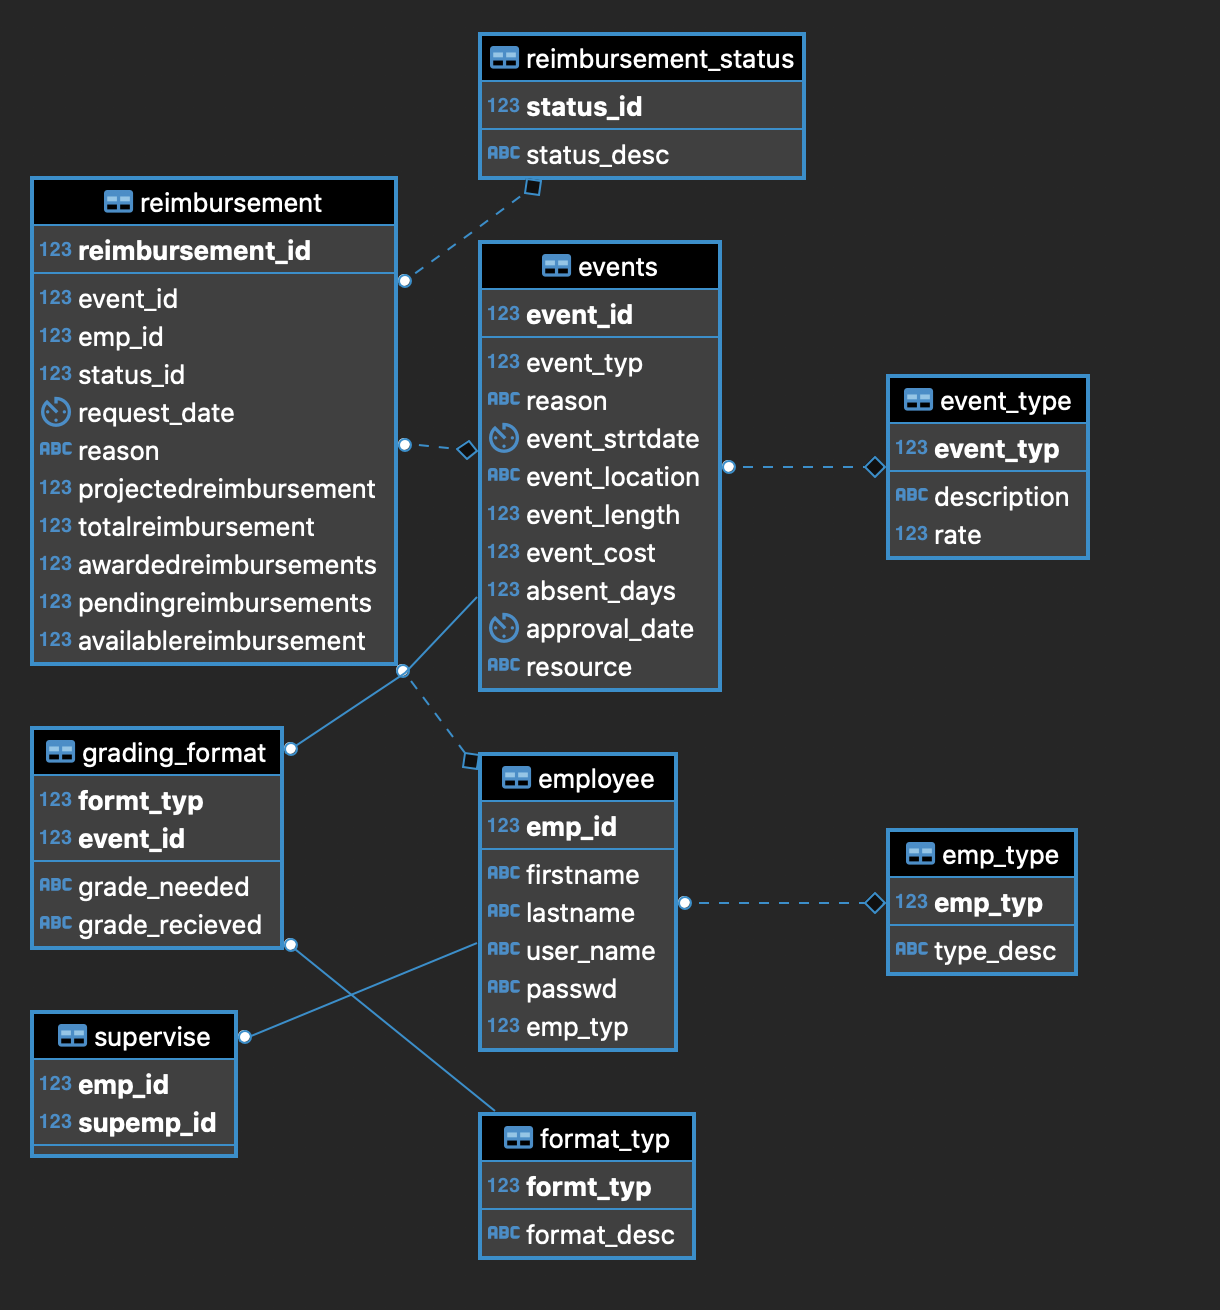 reimbursement_status
123 status_id
ABC status_desc
reimbursement
123 reimbursement_id
123 event_id
123 emp_id
123 status_id
request_date
ABC reason
123 projectedreimbursement
123 totalreimbursement
123 awardedreimbursements
123 pendingreimbursements
123 availablereimbursement
events
123 event_id
123 event_typ
ABC reason
event_strtdate
ABC event_location
123 event_length
123 event_cost
123 absent_days
approval_date
ABC resource
event_type
123 event_typ
ABC description
123 rate
grading_format
123 formt_typ
123 event_id
ABC grade_needed
ABC grade_recieved
employee
123 emp_id
ABC firstname
ABC lastname
ABC user_name
ABC passwd
123 emp_typ
emp_type
123 emp_typ
ABC type_desc
supervise
123 emp_id
123 supemp_id
format_typ
123 formt_typ
ABC format_desc